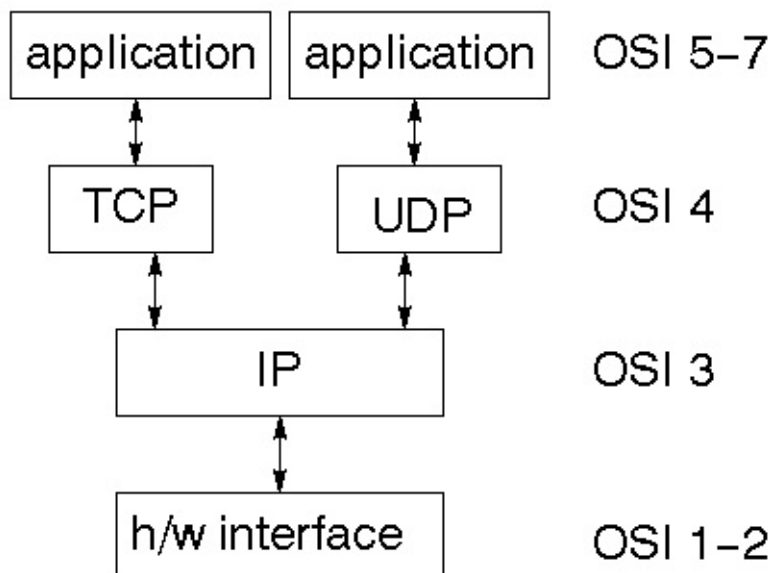 application application OSI 5–7
TCP UDP OSI 4
IP OSI 3
h/w interface OSI 1–2